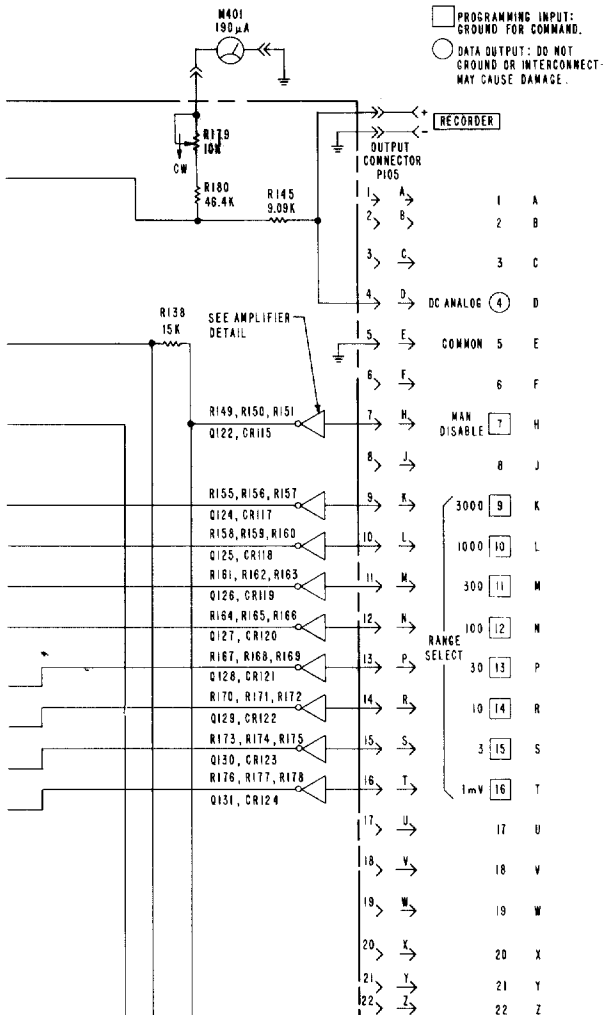 M401
190μA
PROGRAMMING INPUT:
GROUND FOR COMMAND.
DATA OUTPUT: DO NOT
GROUND OR INTERCONNECT-
MAY CAUSE DAMAGE.
+
-
RECORDER
R179
10K
CW
OUTPUT
CONNECTOR
P105
R180
46.4K
R145
9.09K
1 A 1 A
2 B 2 B
3 C 3 C
4 D DC ANALOG 4 D
R138
15K
SEE AMPLIFIER
DETAIL
5 E COMMON 5 E
6 F 6 F
R149, R150, R151
Q122, CR115
7 H MAN
DISABLE 7 H
8 J 8 J
R155, R156, R157
Q124, CR117
9 K 3000 9 K
R158, R159, R160
Q125, CR118
10 L 1000 10 L
R161, R162, R163
Q126, CR119
11 M 300 11 M
R164, R165, R166
Q127, CR120
12 N 100 12 N
RANGE
SELECT
R167, R168, R169
Q128, CR121
13 P 30 13 P
R170, R171, R172
Q129, CR122
14 R 10 14 R
R173, R174, R175
Q130, CR123
15 S 3 15 S
R176, R177, R178
Q131, CR124
16 T 1mV 16 T
17 U 17 U
18 V 18 V
19 W 19 W
20 X 20 X
21 Y 21 Y
22 Z 22 Z